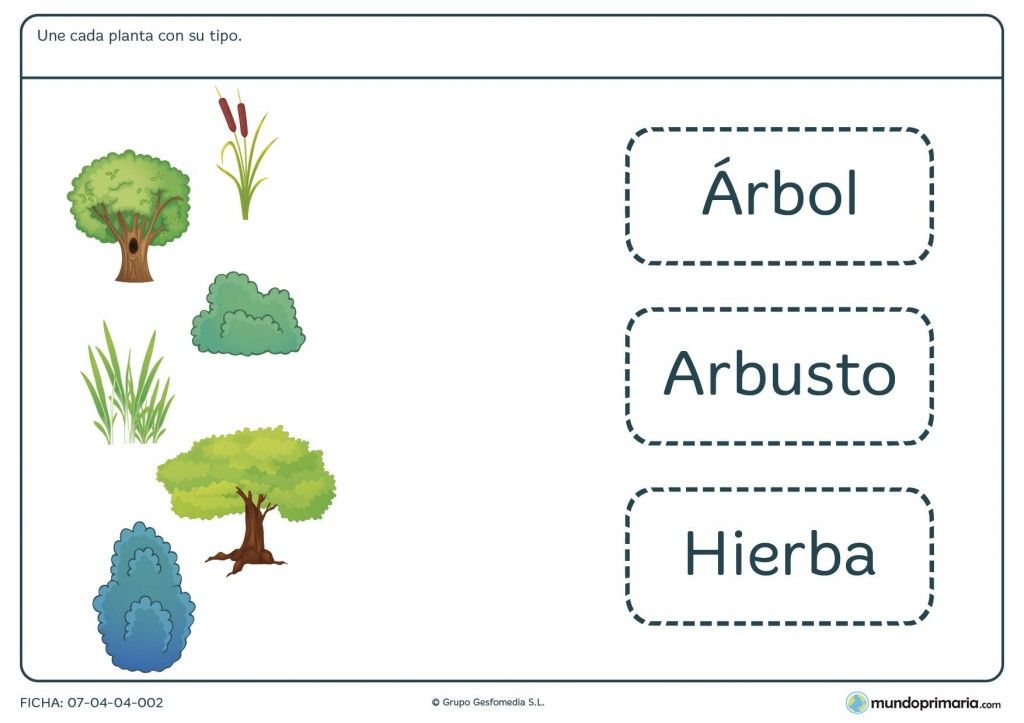 Une cada planta con su tipo.
Árbol
Arbusto
Hierba
FICHA: 07-04-04-002
© Grupo Gesfomedia S.L.
mundoprimaria.com